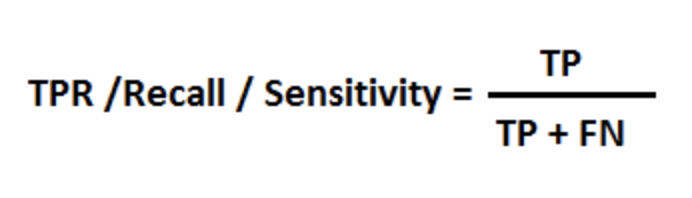 TP
TPR /Recall / Sensitivity =
TP + FN